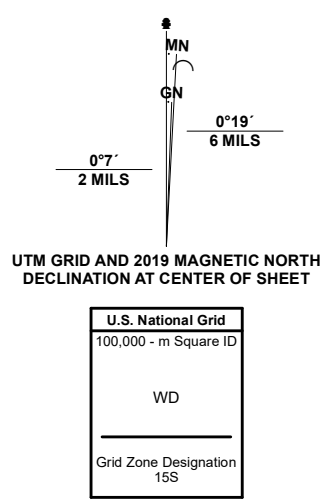 MN
GN
0°19´
6 MILS
0°7´
2 MILS
UTM GRID AND 2019 MAGNETIC NORTH
DECLINATION AT CENTER OF SHEET
U.S. National Grid
100,000 - m Square ID
WD
Grid Zone Designation
15S